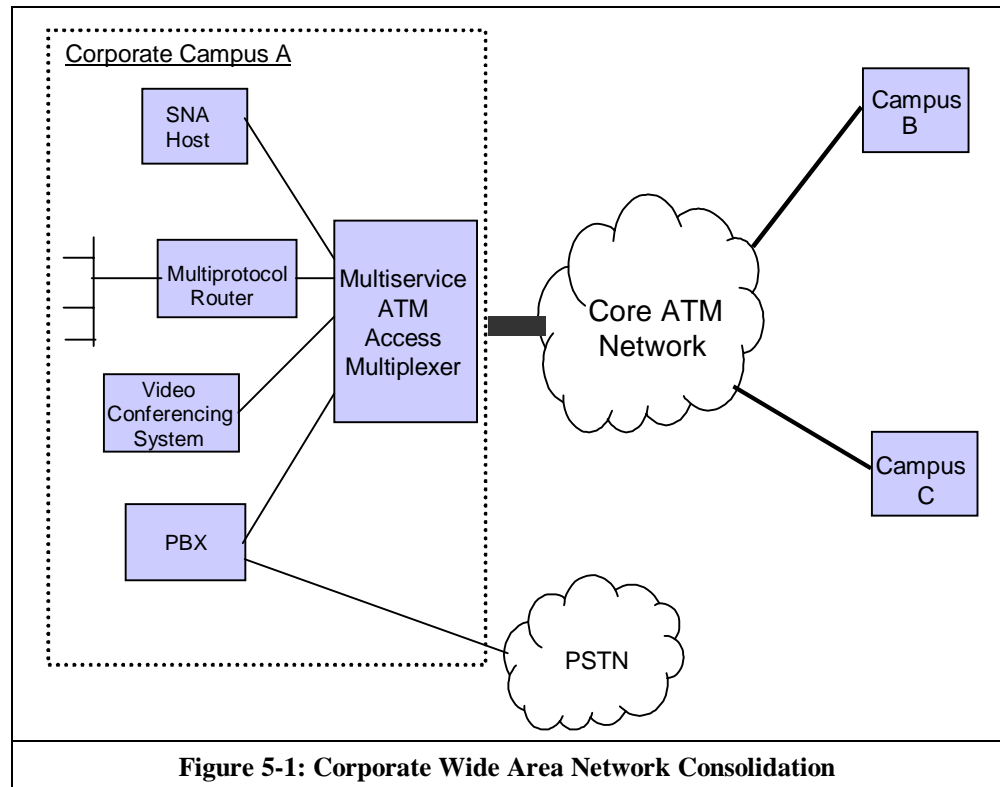 Corporate Campus A
SNA
Host
Multiprotocol
Router
Video
Conferencing
System
PBX
Multiservice
ATM
Access
Multiplexer
Core ATM
Network
Campus
B
Campus
C
PSTN
Figure 5-1: Corporate Wide Area Network Consolidation